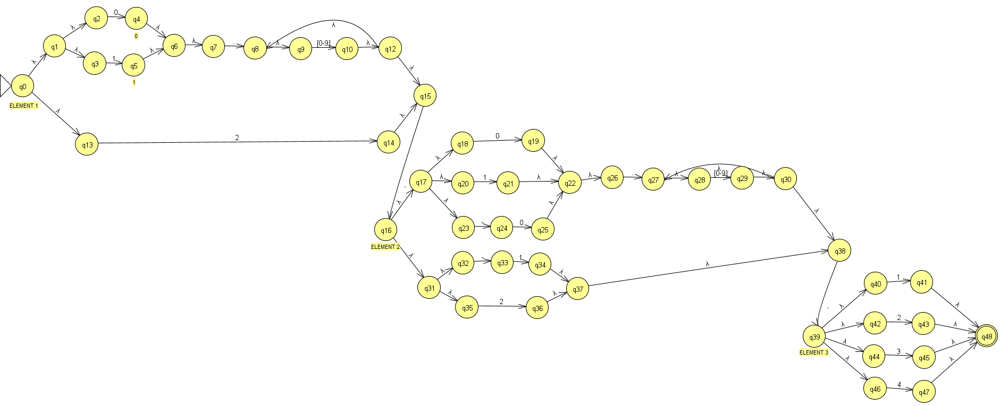 q0
ELEMENT 1
λ
q1
λ
q2
0
q4
0
λ
λ
q3
1
q5
1
λ
q6
λ
q7
.
q8
λ
q9
[0-9]
q10
λ
q12
λ
λ
λ
q13
2
q14
λ
q15
q16
ELEMENT 2
λ
q17
λ
q18
0
q19
λ
λ
q20
1
q21
λ
λ
q23
-
q24
0
q25
λ
q22
λ
q26
.
q27
λ
q28
[0-9]
q29
λ
q30
λ
λ
λ
q31
λ
q32
-
q33
1
q34
λ
λ
q35
2
q36
λ
q37
λ
q38
q39
ELEMENT 3
λ
q40
1
q41
λ
λ
q42
2
q43
λ
λ
q44
3
q45
λ
λ
q46
4
q47
λ
q48